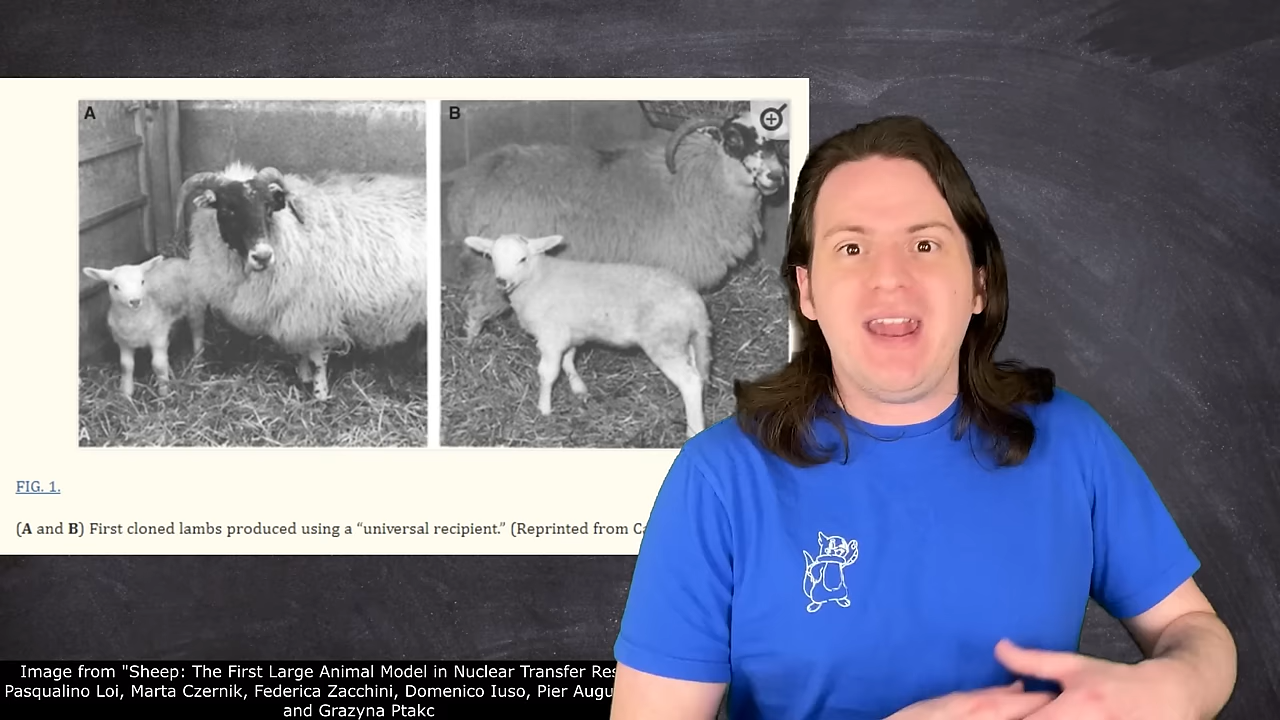 A
B
A
FIG. 1.
(A and B) First cloned lambs produced using a “universal recipient.” (Reprinted from
Image from "Sheep: The First Large Animal Model in Nuclear Transfer
Pasqualino Loi, Marta Czernik, Federica Zacchini, Domenico Iuso, Pier
and Grazyna Ptakc